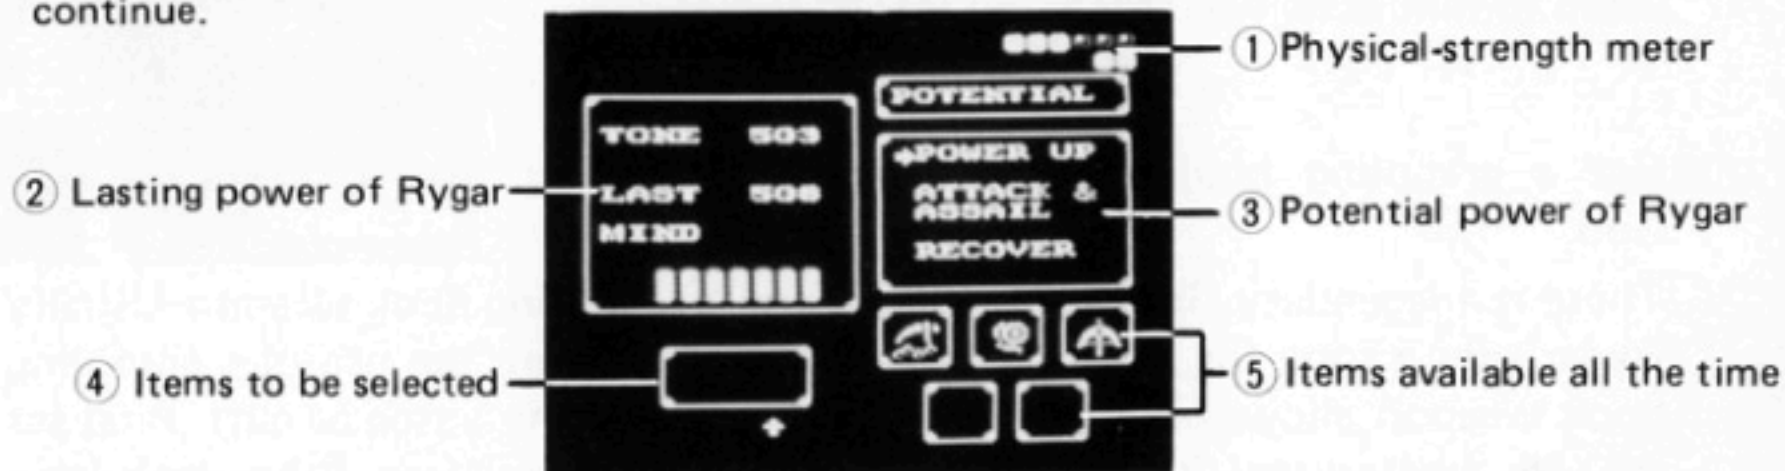 continue.
① Physical-strength meter
POTENTIAL
TONE 503
POWER UP
② Lasting power of Rygar
LAST 506
ATTACK &
ASSAIL
③ Potential power of Rygar
MIND
RECOVER
④ Items to be selected
⑤ Items available all the time